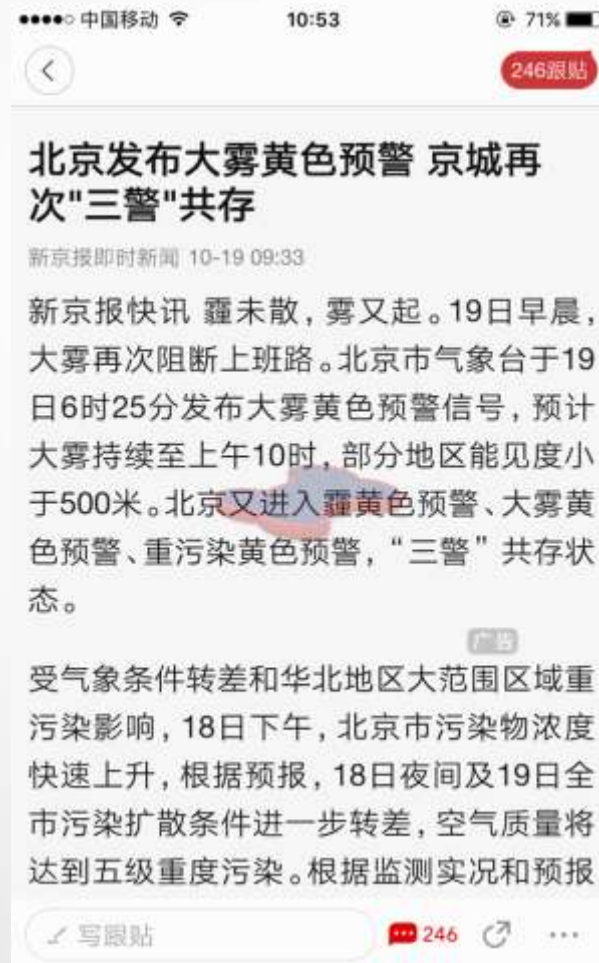 中国移动 10:53 71%
246跟贴
北京发布大雾黄色预警 京城再
次"三警"共存
新京报即时新闻 10-19 09:33
新京报快讯 霾未散，雾又起。19日早晨，
大雾再次阻断上班路。北京市气象台于19
日6时25分发布大雾黄色预警信号，预计
大雾持续至上午10时，部分地区能见度小
于500米。北京又进入霾黄色预警、大雾黄
色预警、重污染黄色预警，“三警”共存状
态。
广告
受气象条件转差和华北地区大范围区域重
污染影响，18日下午，北京市污染物浓度
快速上升，根据预报，18日夜间及19日全
市污染扩散条件进一步转差，空气质量将
达到五级重度污染。根据监测实况和预报
写跟贴 246